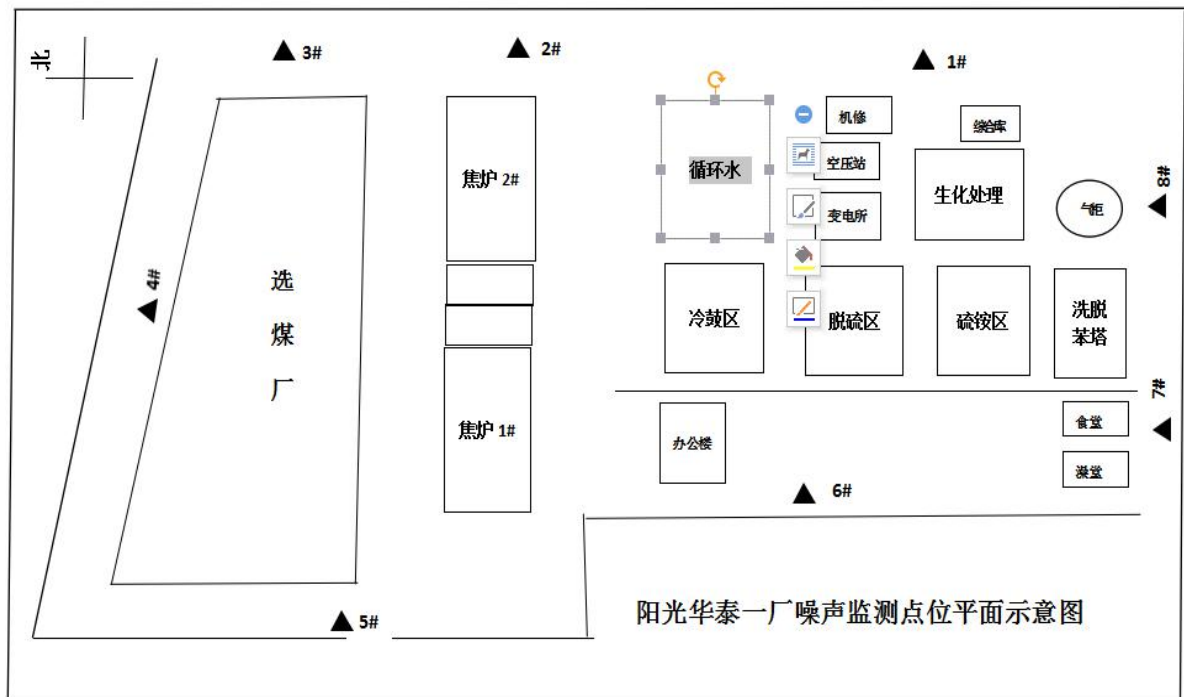 北
3#
2#
1#
机修
综合库
循环水
焦炉 2#
空压站
生化处理
8#
变电所
气柜
4#
选
煤
厂
冷鼓区
脱硫区
硫铵区
洗脱
苯塔
7#
焦炉 1#
办公楼
食堂
澡堂
6#
5#
阳光华泰一厂噪声监测点位平面示意图